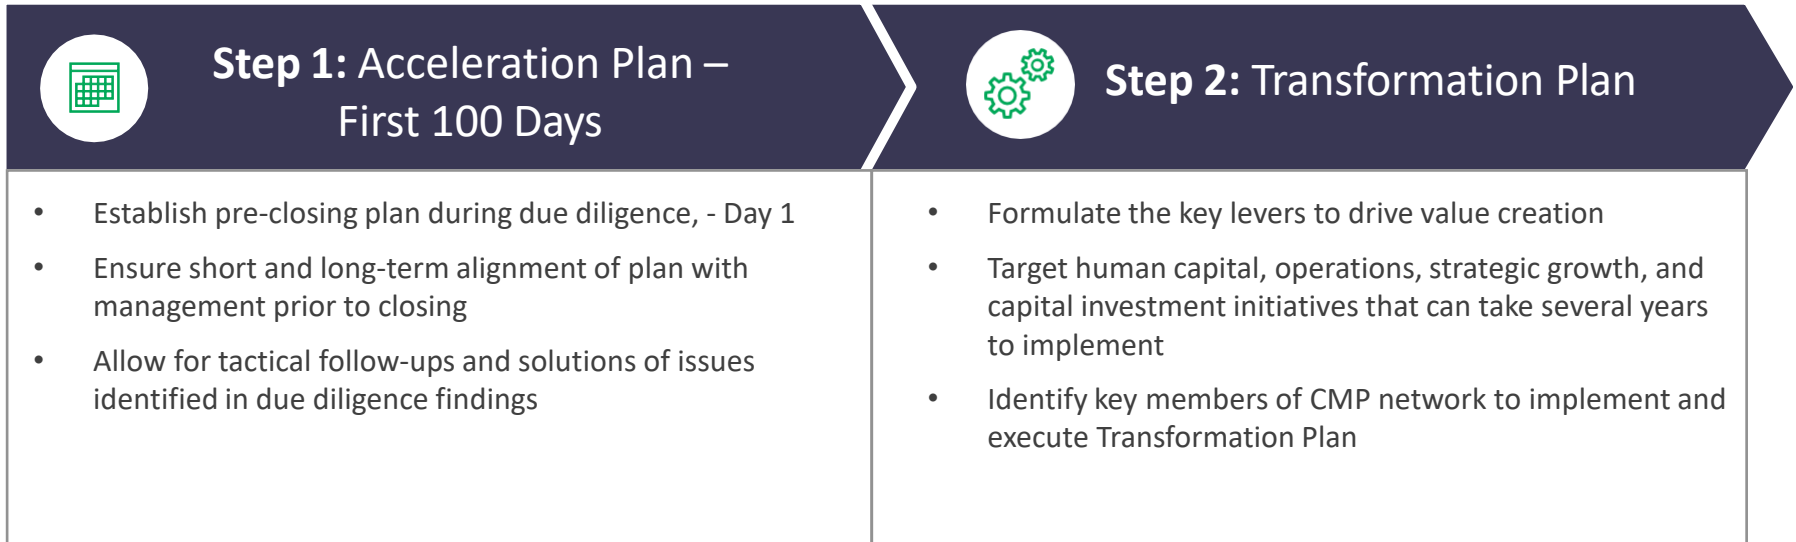 Step 1: Acceleration Plan –
First 100 Days
• Establish pre-closing plan during due diligence, - Day 1
• Ensure short and long-term alignment of plan with
management prior to closing
• Allow for tactical follow-ups and solutions of issues
identified in due diligence findings
Step 2: Transformation Plan
• Formulate the key levers to drive value creation
• Target human capital, operations, strategic growth, and
capital investment initiatives that can take several years
to implement
• Identify key members of CMP network to implement and
execute Transformation Plan